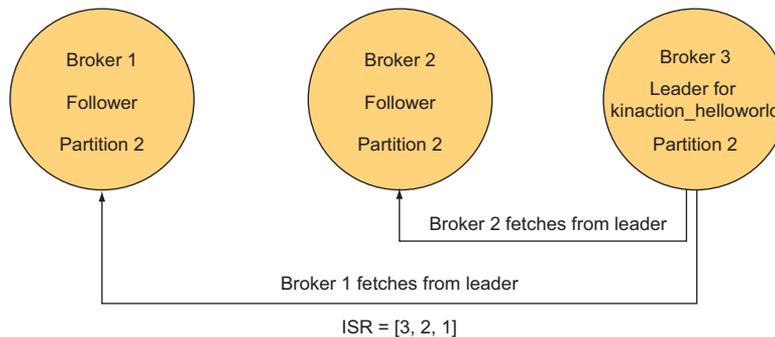 Broker 1
Follower
Partition 2
Broker 2
Follower
Partition 2
Broker 3
Leader for
kinaction_helloworld
Partition 2
Broker 2 fetches from leader
Broker 1 fetches from leader
ISR = [3, 2, 1]